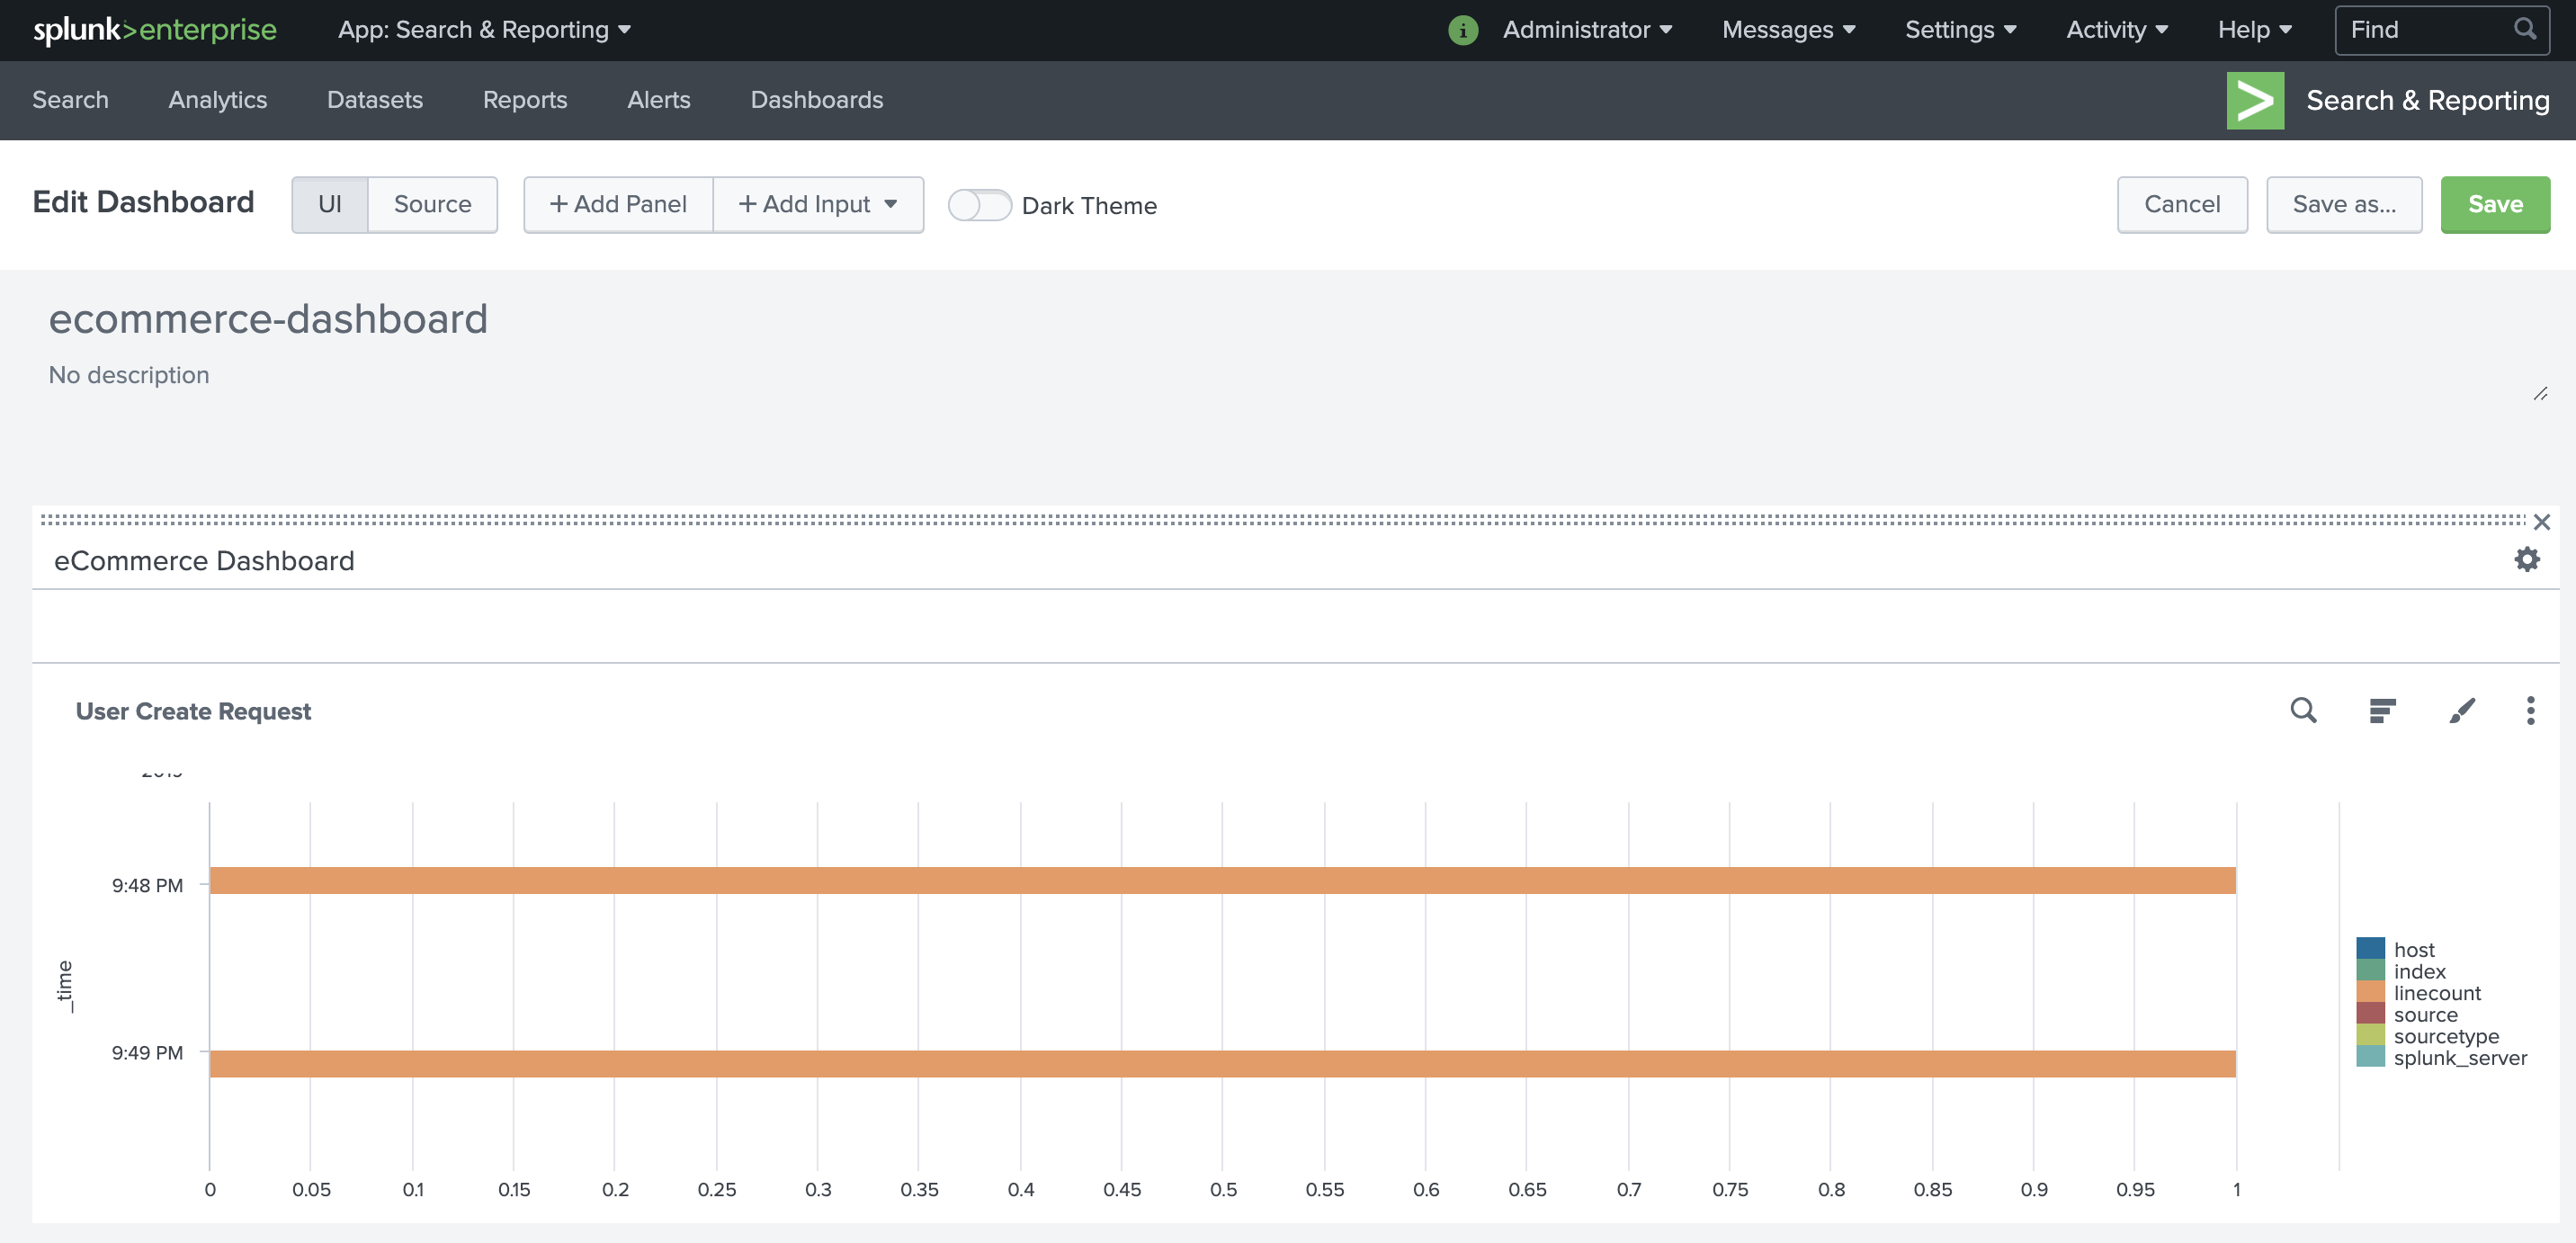 splunk>enterprise App: Search & Reporting Administrator Messages Settings Activity Help Find
Search Analytics Datasets Reports Alerts Dashboards Search & Reporting
Edit Dashboard UI Source + Add Panel + Add Input Dark Theme Cancel Save as... Save
ecommerce-dashboard
No description
eCommerce Dashboard
User Create Request
9:48 PM
9:49 PM
_time
host
index
linecount
source
sourcetype
splunk_server
0 0.05 0.1 0.15 0.2 0.25 0.3 0.35 0.4 0.45 0.5 0.55 0.6 0.65 0.7 0.75 0.8 0.85 0.9 0.95 1